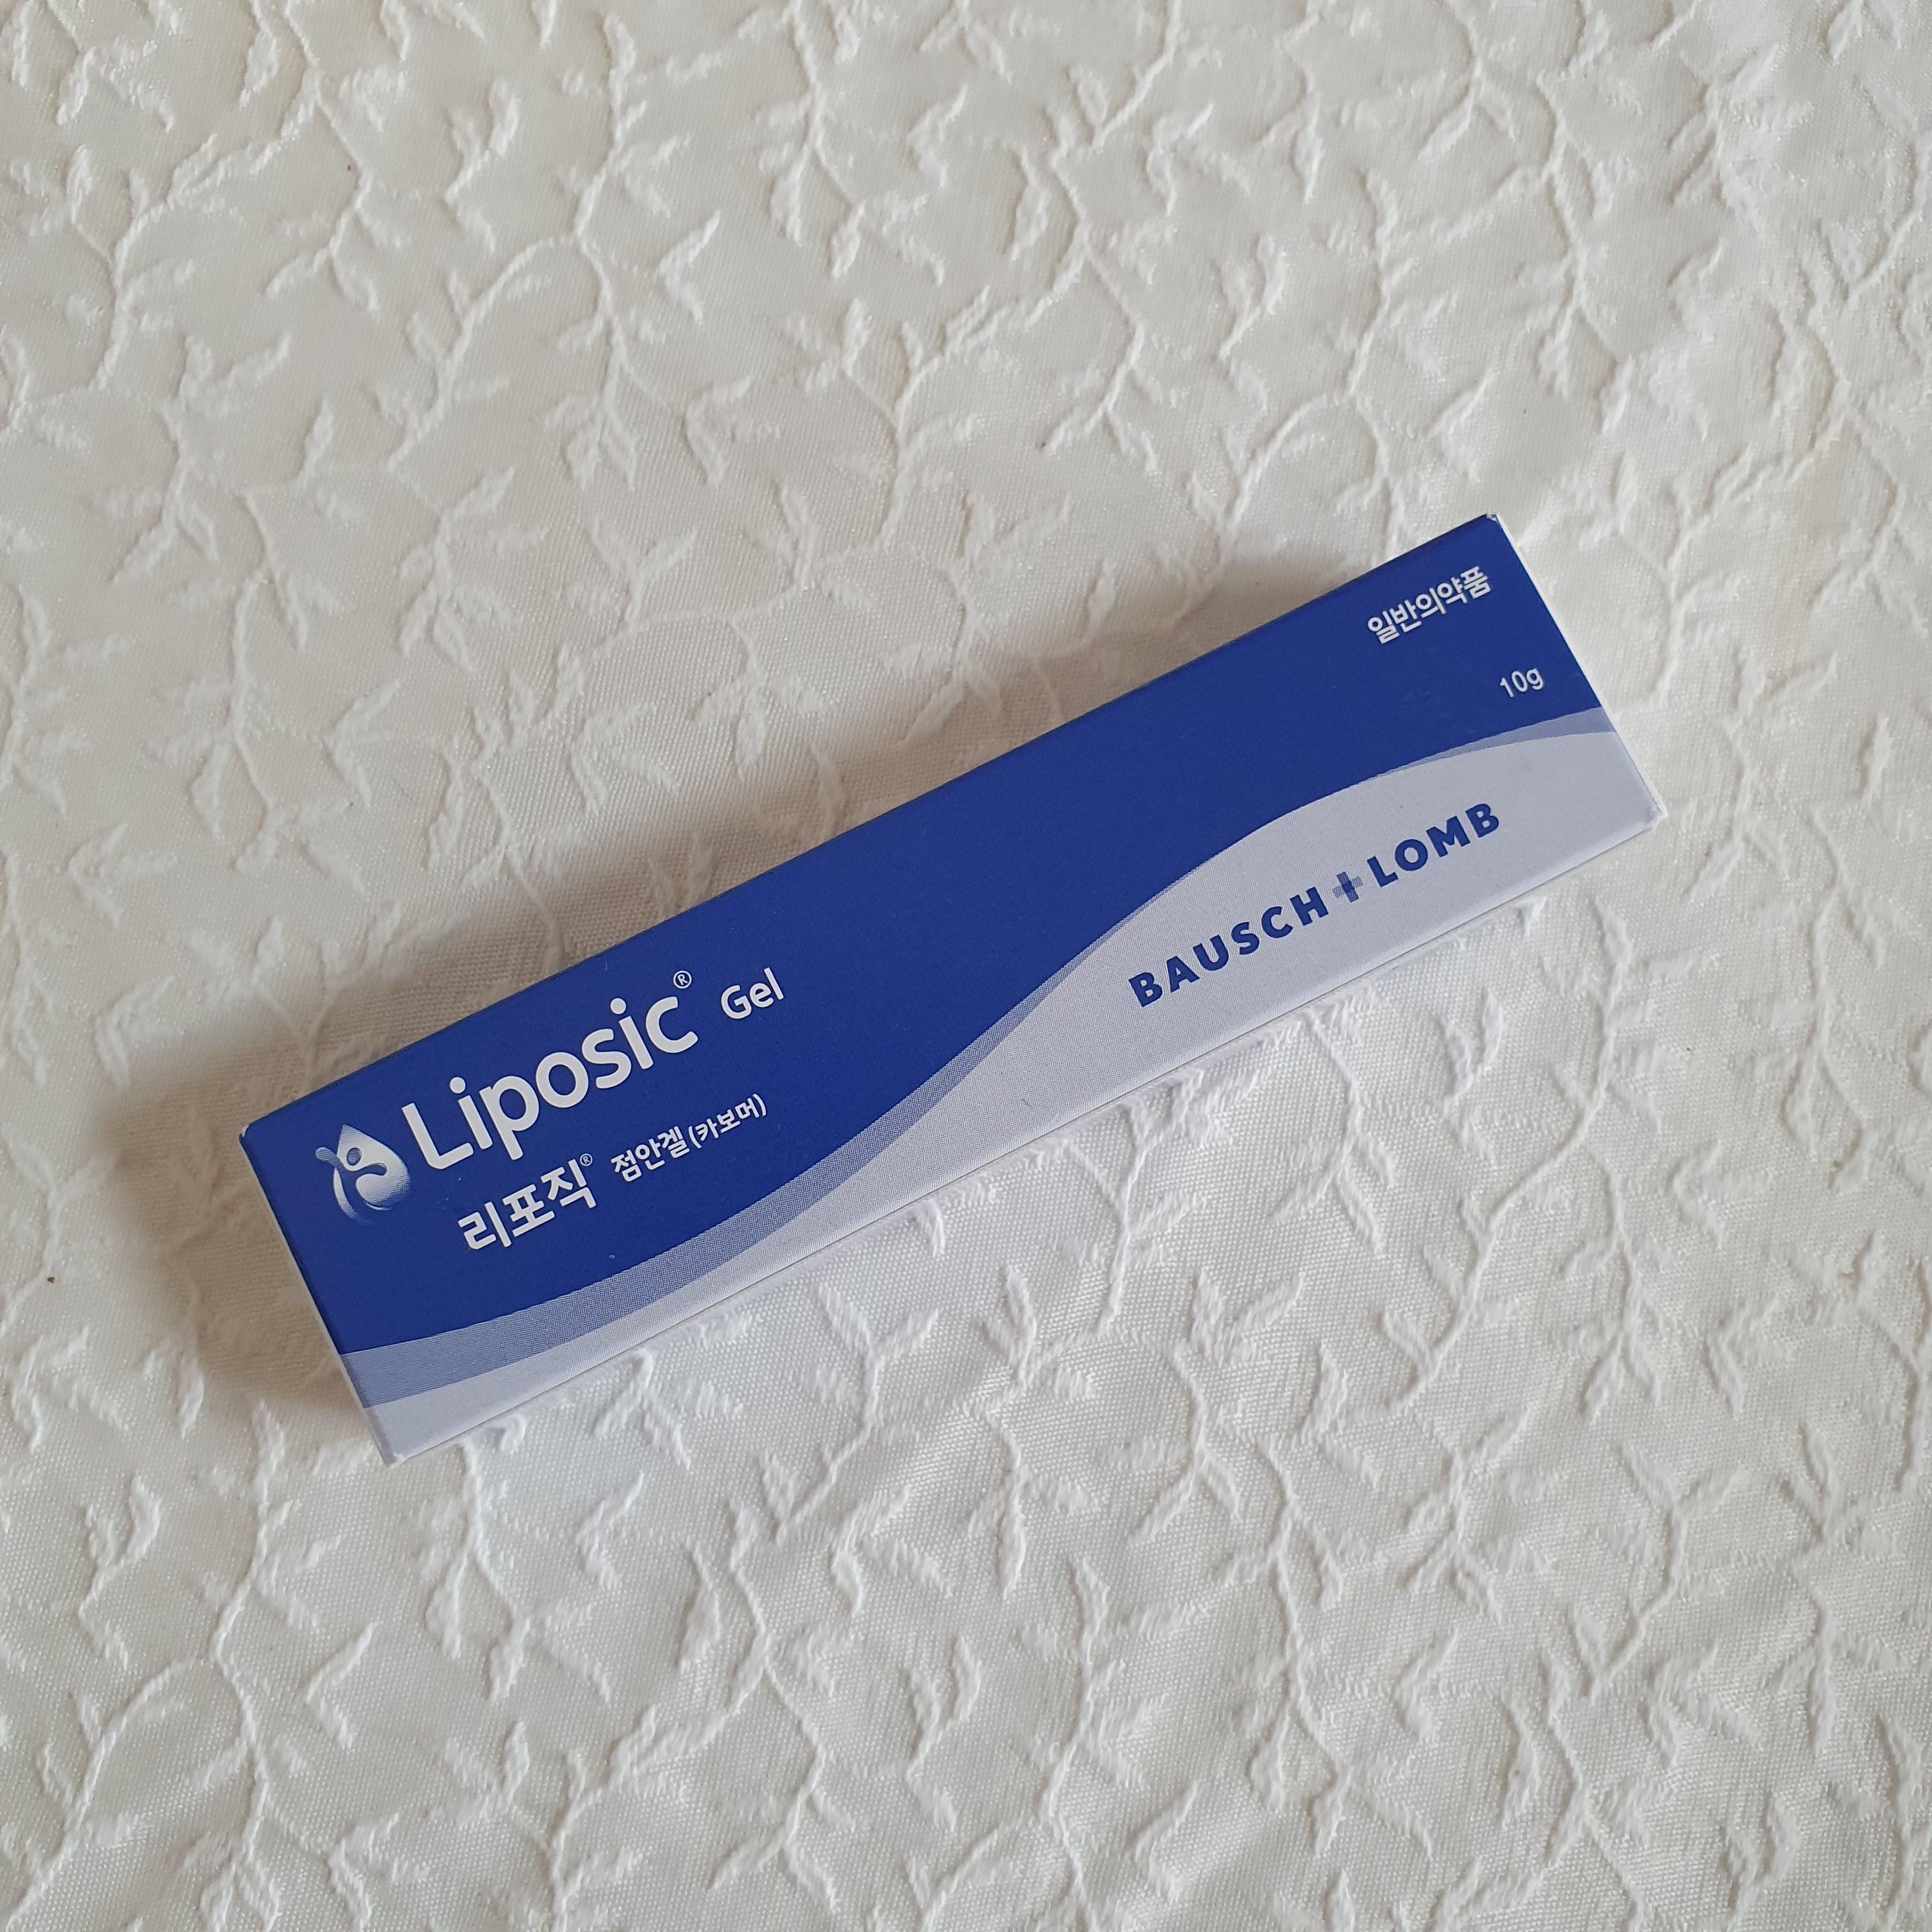 일반의약품
10g
Liposic® Gel
리포직® 점안겔(카보머)
BAUSCH+LOMB